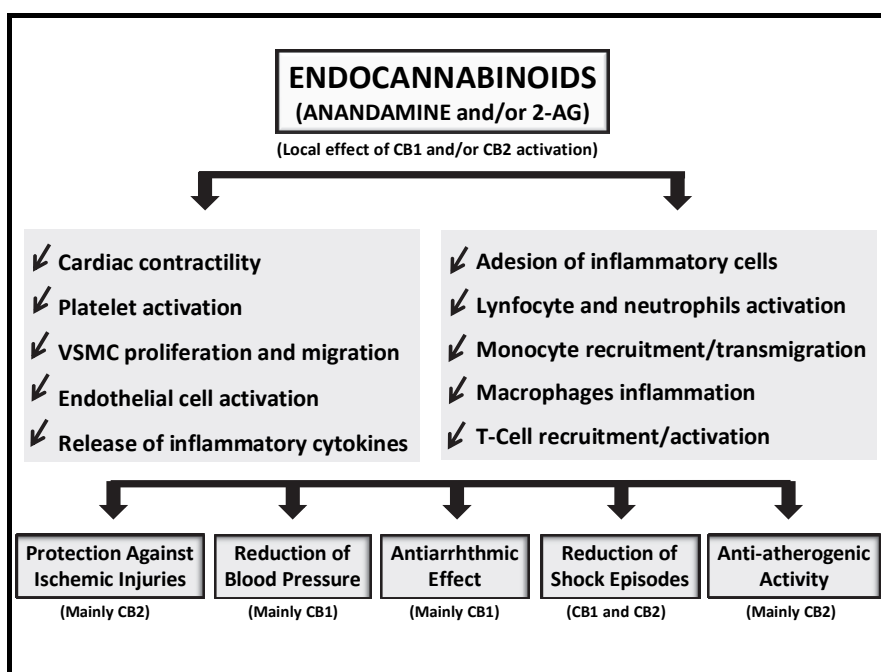 ENDOCANNABINOIDS
(ANANDAMINE and/or 2-AG)
(Local effect of CB1 and/or CB2 activation)
Cardiac contractility
Platelet activation
VSMC proliferation and migration
Endothelial cell activation
Release of inflammatory cytokines
Adesion of inflammatory cells
Lynfocyte and neutrophils activation
Monocyte recruitment/transmigration
Macrophages inflammation
T-Cell recruitment/activation
Protection Against
Ischemic Injuries
(Mainly CB2)
Reduction of
Blood Pressure
(Mainly CB1)
Antiarrhthmic
Effect
(Mainly CB1)
Reduction of
Shock Episodes
(CB1 and CB2)
Anti-atherogenic
Activity
(Mainly CB2)